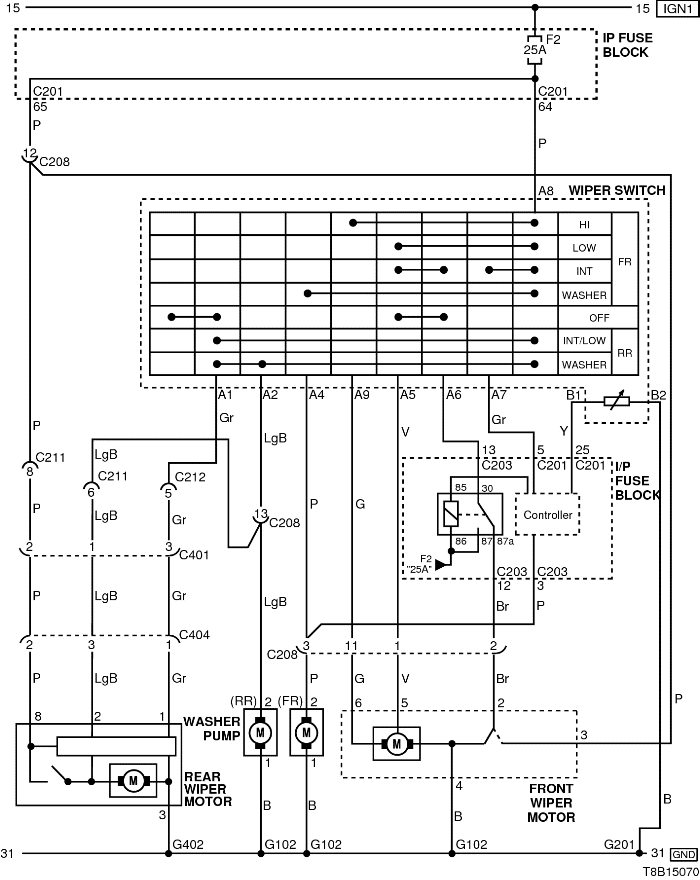 15
15 IGN1
F2
25A
IP FUSE
BLOCK
C201
65
C201
64
P
P
12
C208
A8
WIPER SWITCH
HI
LOW
INT
FR
WASHER
OFF
INT/LOW
RR
WASHER
A1 A2 A4 A9 A5 A6 A7 B1 B2
Gr
P
LgB
LgB
V
Gr
Y
C211
8
C211
6
C212
5
13 5 25
C203 C201 C201
I/P
FUSE
BLOCK
85 30
86 87 87a
Controller
F2
"25A"
P
LgB
Gr
13
C208
P
G
2 1 3
C401
C203 C203
12 3
P
LgB
Gr
LgB
Br
P
C404
2 3 1
C208
3 11 1 2
P
LgB
Gr
P
G
V
Br
P
8 2 1
(RR) 2 (FR) 2
6 5 2
WASHER
PUMP
M
M
M
3
1 1
M
REAR
WIPER
MOTOR
3
4
FRONT
WIPER
MOTOR
B
B
B
B
31
G402
G102
G102
G102
G201
31 GND
T8B15070